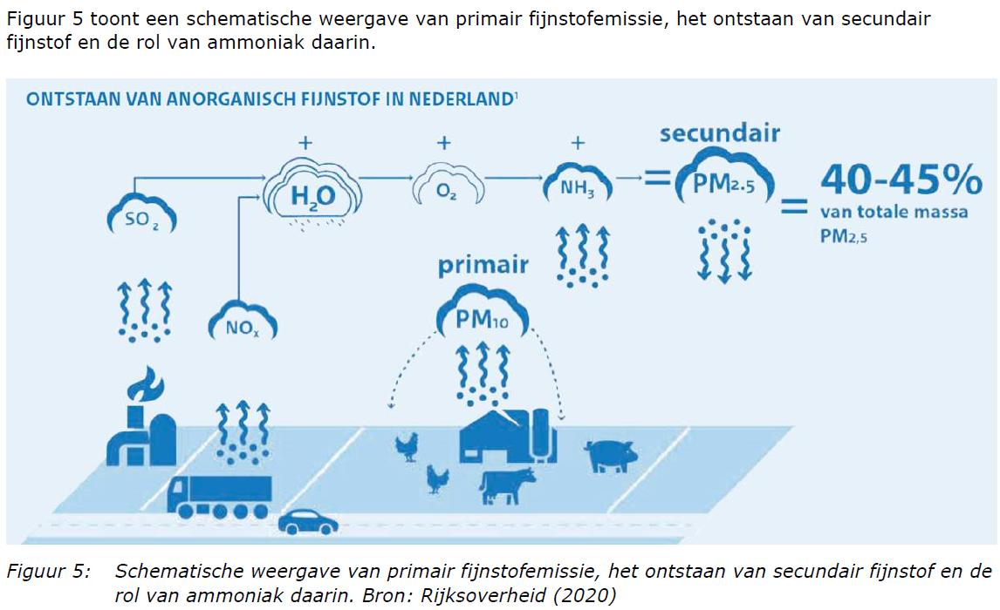 Figuur 5 toont een schematische weergave van primair fijnstofemissie, het ontstaan van secundair
fijnstof en de rol van ammoniak daarin.
ONTSTAAN VAN ANORGANISCH FIJNSTOF IN NEDERLAND¹
+ + +
secundair
SO₂
H₂O
O₂
NH₃
=
PM2.5
=
40-45%
van totale massa
PM2,5
primair
NOₓ
PM10
Figuur 5: Schematische weergave van primair fijnstofemissie, het ontstaan van secundair fijnstof en de
rol van ammoniak daarin. Bron: Rijksoverheid (2020)